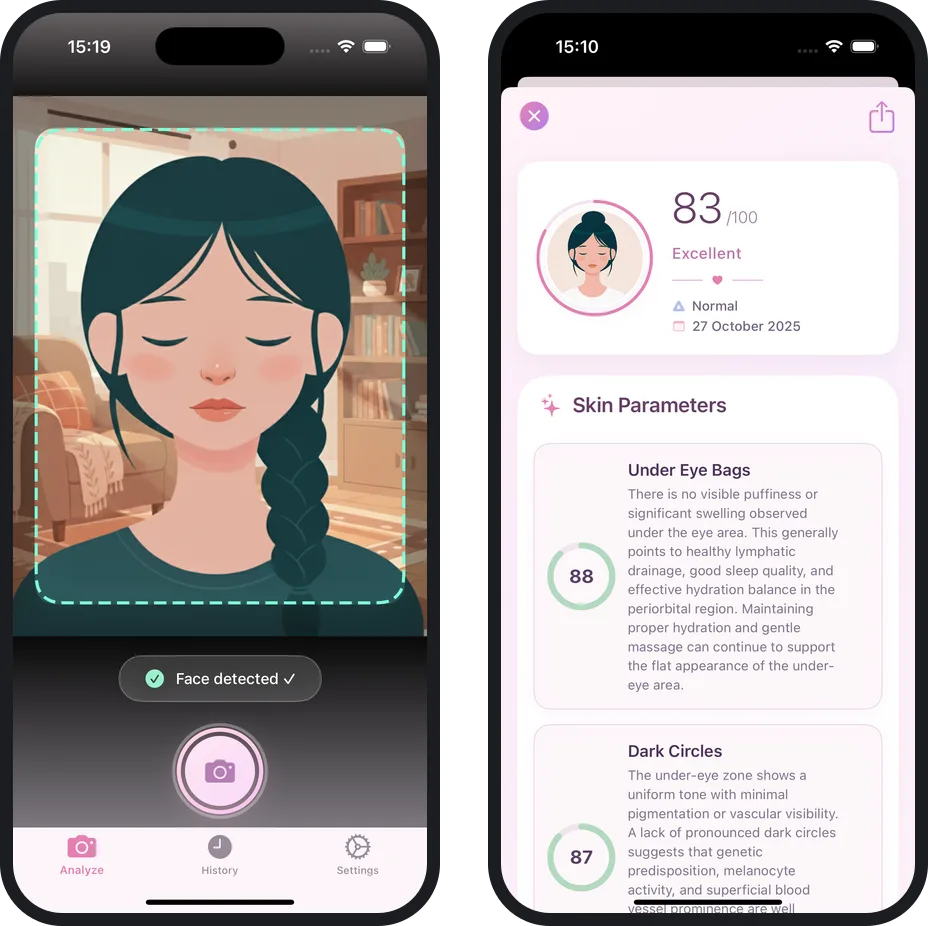 15:19
Face detected ✓
Analyze
History
Settings
15:10
83 /100
Excellent
Normal
27 October 2025
Skin Parameters
Under Eye Bags
There is no visible puffiness or
significant swelling observed
under the eye area. This generally
points to healthy lymphatic
drainage, good sleep quality, and
effective hydration balance in the
periorbital region. Maintaining
proper hydration and gentle
massage can continue to support
the flat appearance of the under-
eye area.
88
Dark Circles
The under-eye zone shows a
uniform tone with minimal
pigmentation or vascular visibility.
A lack of pronounced dark circles
suggests that genetic
predisposition, melanocyte
activity, and superficial blood
vessel prominence are well
87